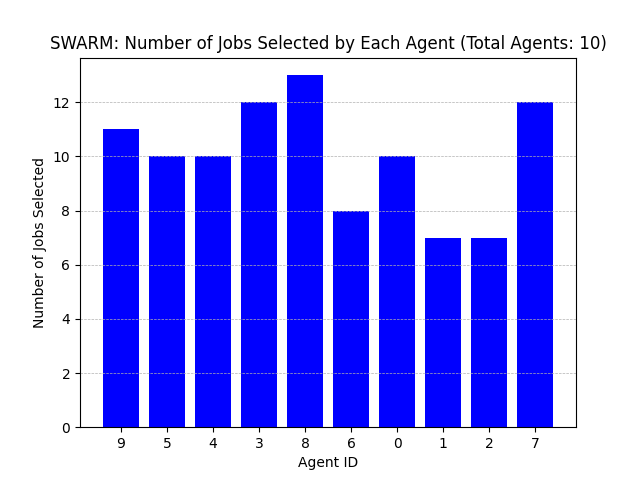 SWARM: Number of Jobs Selected by Each Agent (Total Agents: 10)
Number of Jobs Selected
12
10
8
6
4
2
0
9 5 4 3 8 6 0 1 2 7
Agent ID